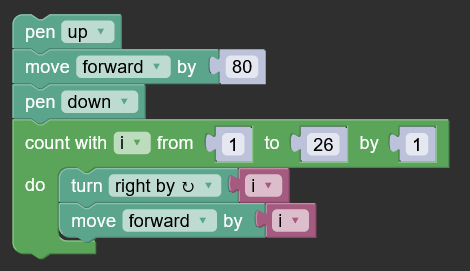 pen up
move forward by 80
pen down
count with i from 1 to 26 by 1
do turn right by ↻ i
move forward by i